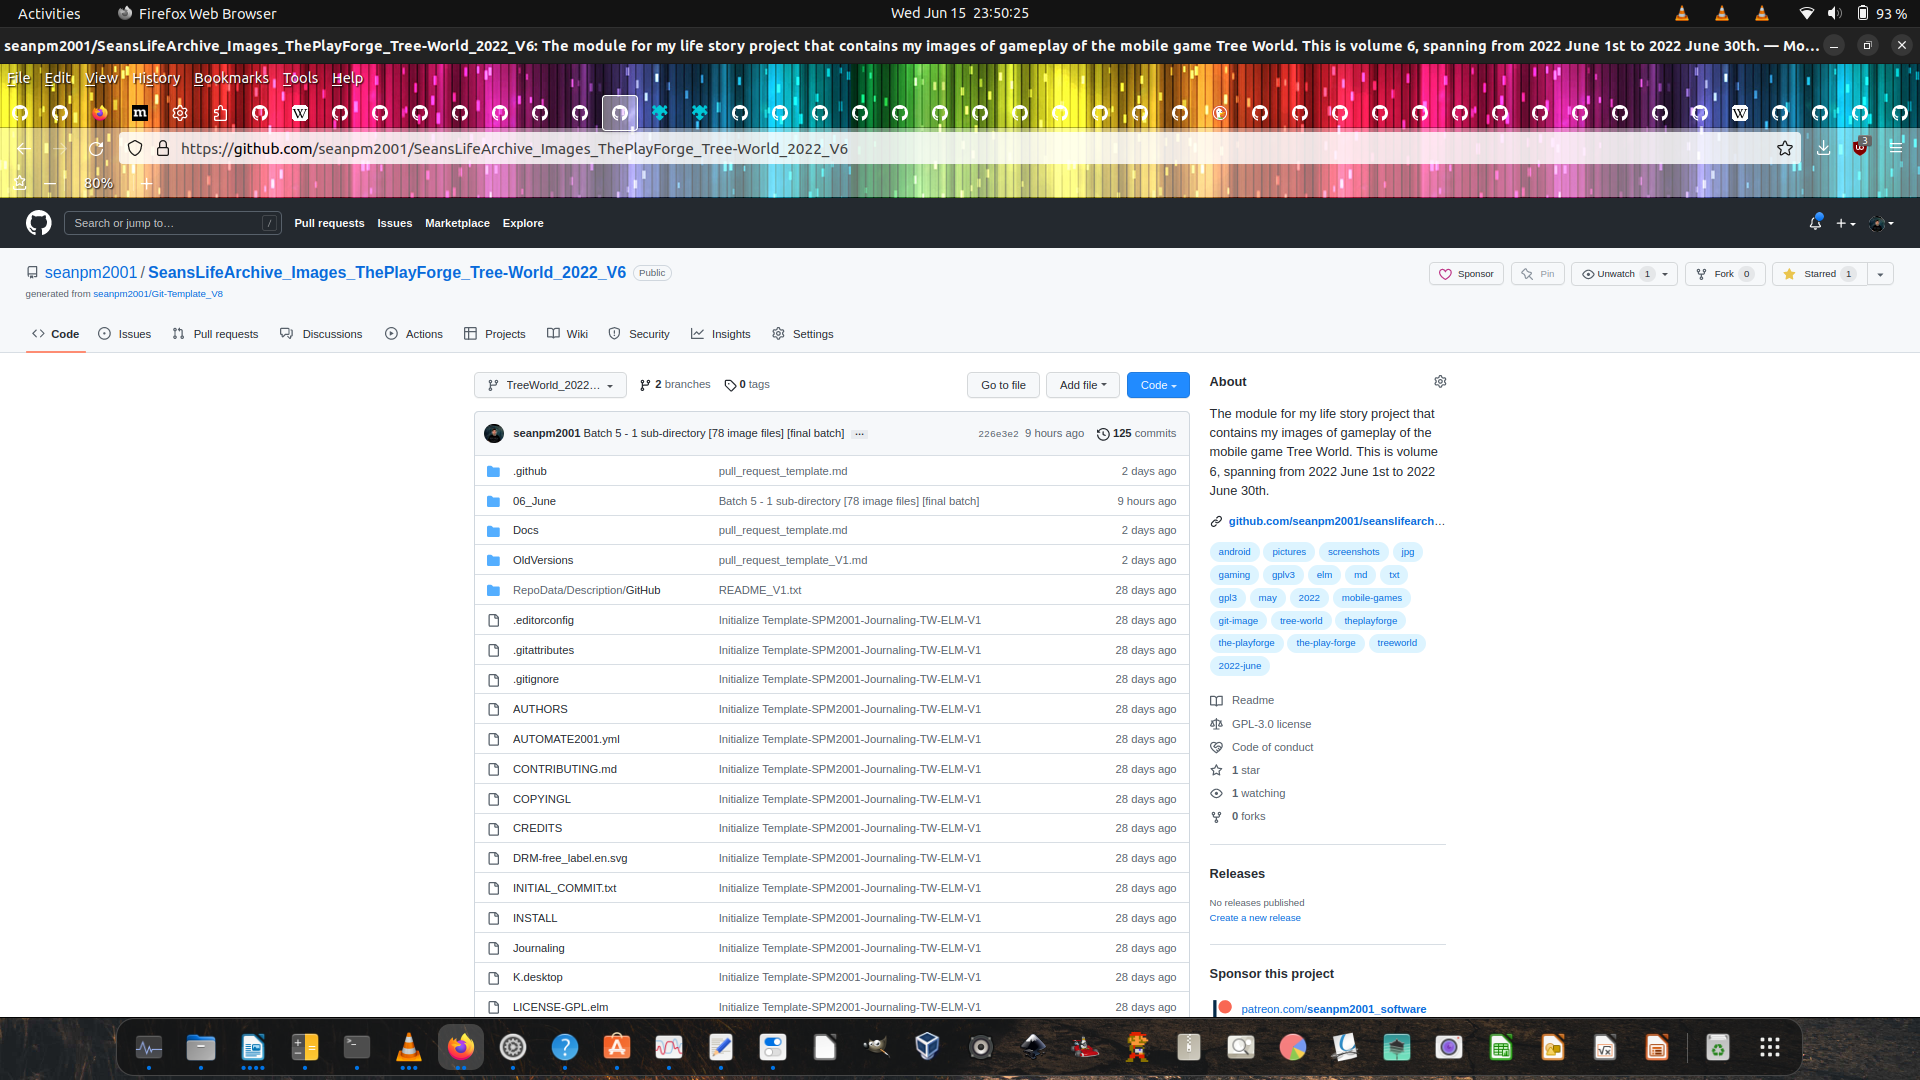 Activities
Firefox Web Browser
Wed Jun 15 23:50:25
93 %
seanpm2001/SeansLifeArchive_Images_ThePlayForge_Tree-World_2022_V6: The module for my life story project that contains my images of gameplay of the mobile game Tree World. This is volume 6, spanning from 2022 June 1st to 2022 June 30th. — Mo...
File Edit View History Bookmarks Tools Help
https://github.com/seanpm2001/SeansLifeArchive_Images_ThePlayForge_Tree-World_2022_V6
3
80%
Search or jump to…
/
Pull requests Issues Marketplace Explore
seanpm2001 / SeansLifeArchive_Images_ThePlayForge_Tree-World_2022_V6 Public
Sponsor Pin Unwatch 1 Fork 0 Starred 1
generated from seanpm2001/Git-Template_V8
Code Issues Pull requests Discussions Actions Projects Wiki Security Insights Settings
TreeWorld_2022... 2 branches 0 tags Go to file Add file Code
seanpm2001 Batch 5 - 1 sub-directory [78 image files] [final batch] ... 226e3e2 9 hours ago 125 commits
.github pull_request_template.md 2 days ago
06_June Batch 5 - 1 sub-directory [78 image files] [final batch] 9 hours ago
Docs pull_request_template.md 2 days ago
OldVersions pull_request_template_V1.md 2 days ago
RepoData/Description/GitHub README_V1.txt 28 days ago
.editorconfig Initialize Template-SPM2001-Journaling-TW-ELM-V1 28 days ago
.gitattributes Initialize Template-SPM2001-Journaling-TW-ELM-V1 28 days ago
.gitignore Initialize Template-SPM2001-Journaling-TW-ELM-V1 28 days ago
AUTHORS Initialize Template-SPM2001-Journaling-TW-ELM-V1 28 days ago
AUTOMATE2001.yml Initialize Template-SPM2001-Journaling-TW-ELM-V1 28 days ago
CONTRIBUTING.md Initialize Template-SPM2001-Journaling-TW-ELM-V1 28 days ago
COPYINGL Initialize Template-SPM2001-Journaling-TW-ELM-V1 28 days ago
CREDITS Initialize Template-SPM2001-Journaling-TW-ELM-V1 28 days ago
DRM-free_label.en.svg Initialize Template-SPM2001-Journaling-TW-ELM-V1 28 days ago
INITIAL_COMMIT.txt Initialize Template-SPM2001-Journaling-TW-ELM-V1 28 days ago
INSTALL Initialize Template-SPM2001-Journaling-TW-ELM-V1 28 days ago
Journaling Initialize Template-SPM2001-Journaling-TW-ELM-V1 28 days ago
K.desktop Initialize Template-SPM2001-Journaling-TW-ELM-V1 28 days ago
LICENSE-GPL.elm Initialize Template-SPM2001-Journaling-TW-ELM-V1 28 days ago
About
The module for my life story project that
contains my images of gameplay of the
mobile game Tree World. This is volume
6, spanning from 2022 June 1st to 2022
June 30th.
github.com/seanpm2001/seanslifearch…
android pictures screenshots jpg
gaming gplv3 elm md txt
gpl3 may 2022 mobile-games
git-image tree-world theplayforge
the-playforge the-play-forge treeworld
2022-june
Readme
GPL-3.0 license
Code of conduct
1 star
1 watching
0 forks
Releases
No releases published
Create a new release
Sponsor this project
patreon.com/seanpm2001_software